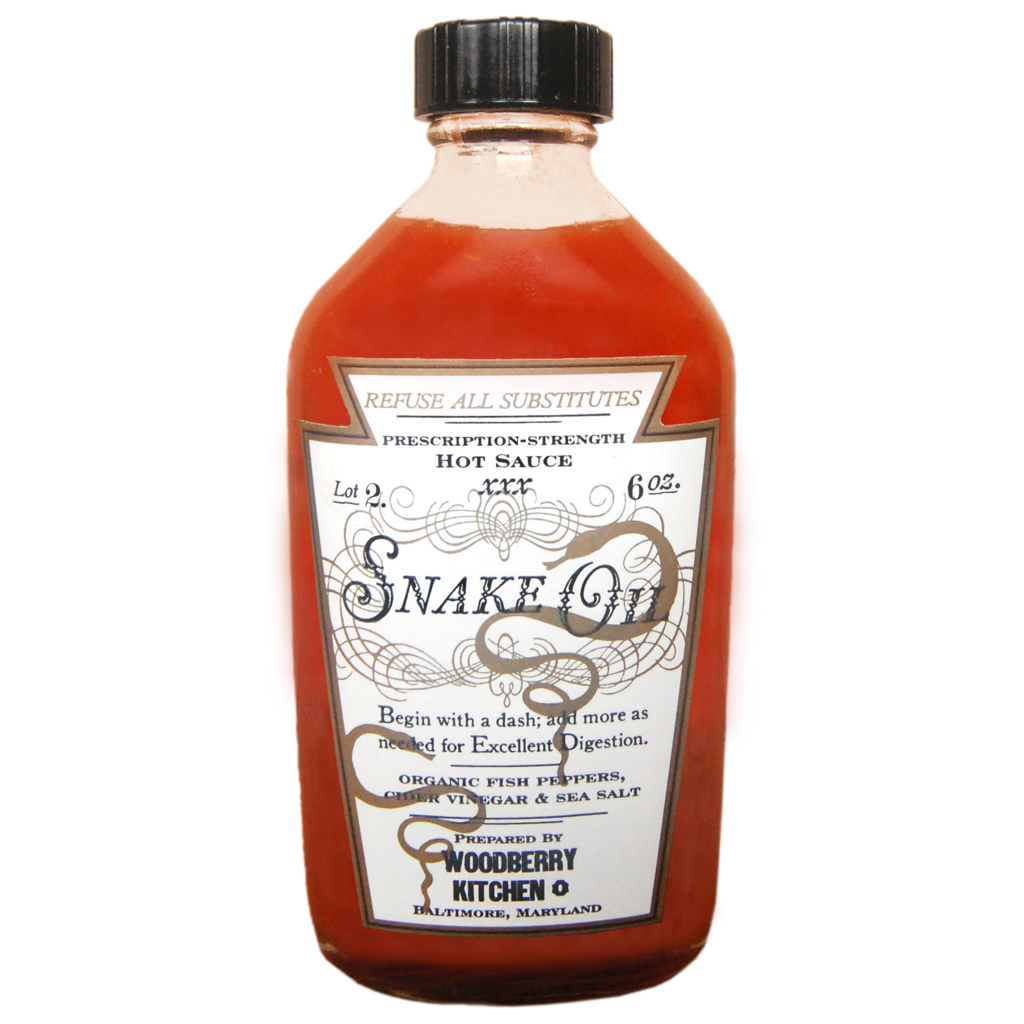 REFUSE ALL SUBSTITUTES
PRESCRIPTION-STRENGTH
HOT SAUCE
xxx
Lot 2. 6 oz.
SNAKE OIL
Begin with a dash; add more as
needed for Excellent Digestion.
ORGANIC FISH PEPPERS,
CIDER VINEGAR & SEA SALT
PREPARED BY
WOODBERRY
KITCHEN
BALTIMORE, MARYLAND